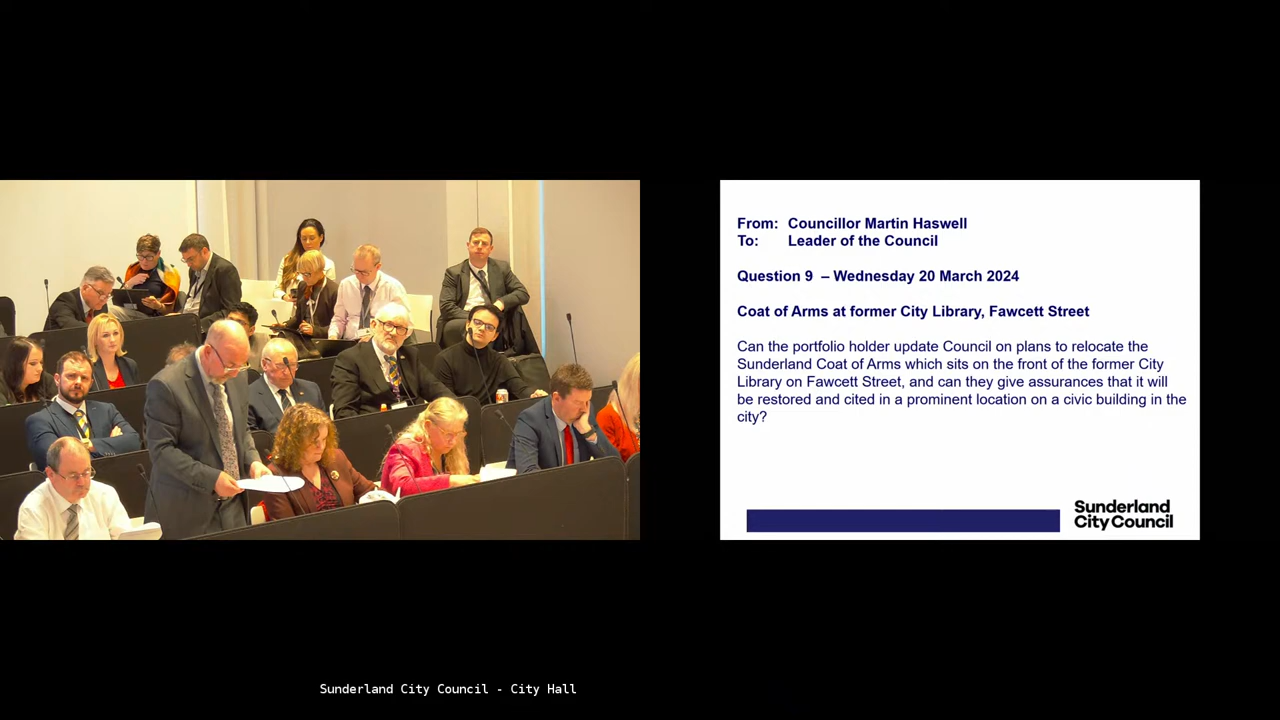 From: Councillor Martin Haswell
To: Leader of the Council
Question 9 – Wednesday 20 March 2024
Coat of Arms at former City Library, Fawcett Street
Can the portfolio holder update Council on plans to relocate the
Sunderland Coat of Arms which sits on the front of the former City
Library on Fawcett Street, and can they give assurances that it will
be restored and cited in a prominent location on a civic building in the
city?
Sunderland
City Council
Sunderland City Council - City Hall